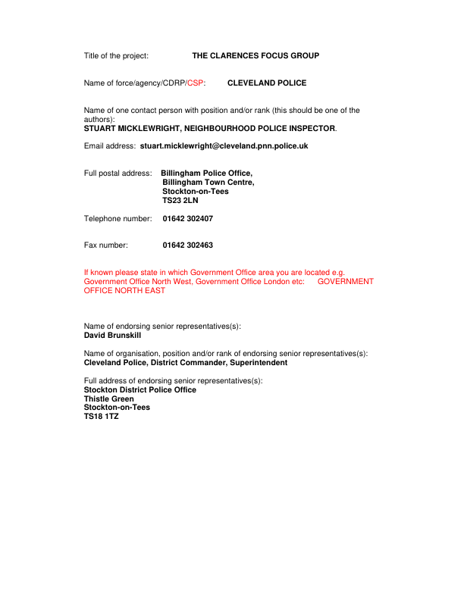 Title of the project: THE CLARENCES FOCUS GROUP
Name of force/agency/CDRP/CSP: CLEVELAND POLICE
Name of one contact person with position and/or rank (this should be one of the
authors):
STUART MICKLEWRIGHT, NEIGHBOURHOOD POLICE INSPECTOR.
Email address: stuart.micklewright@cleveland.pnn.police.uk
Full postal address: Billingham Police Office,
Billingham Town Centre,
Stockton-on-Tees
TS23 2LN
Telephone number: 01642 302407
Fax number: 01642 302463
If known please state in which Government Office area you are located e.g.
Government Office North West, Government Office London etc: GOVERNMENT
OFFICE NORTH EAST
Name of endorsing senior representatives(s):
David Brunskill
Name of organisation, position and/or rank of endorsing senior representatives(s):
Cleveland Police, District Commander, Superintendent
Full address of endorsing senior representatives(s):
Stockton District Police Office
Thistle Green
Stockton-on-Tees
TS18 1TZ